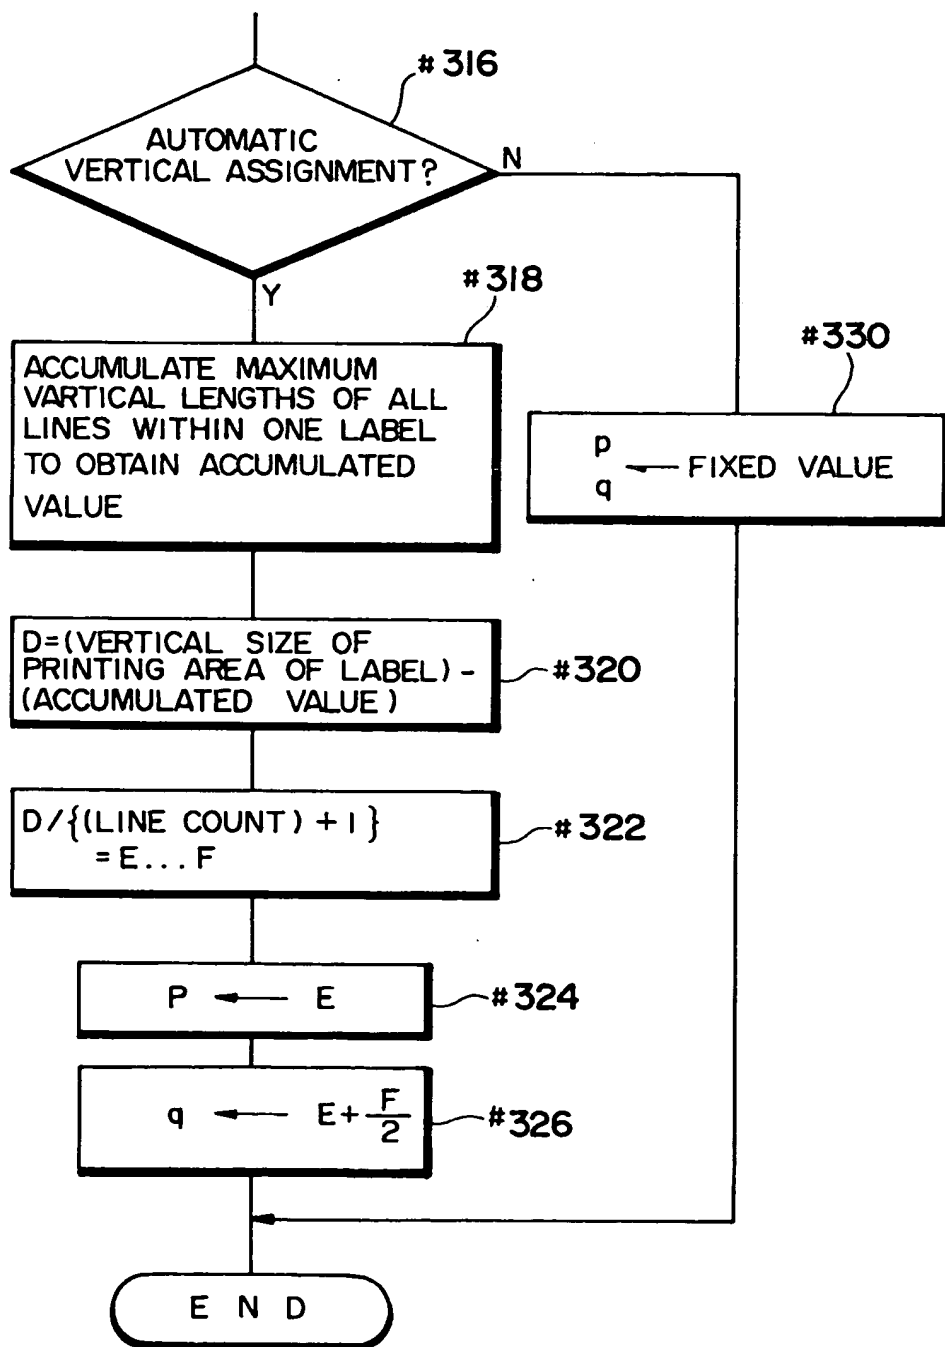 #316
AUTOMATIC
VERTICAL ASSIGNMENT?
N
Y
#318
ACCUMULATE MAXIMUM
VARTICAL LENGTHS OF ALL
LINES WITHIN ONE LABEL
TO OBTAIN ACCUMULATED
VALUE
#330
p
q ← FIXED VALUE
D=(VERTICAL SIZE OF
PRINTING AREA OF LABEL) -
(ACCUMULATED VALUE)
#320
D/{(LINE COUNT) + 1}
= E... F
#322
P ← E
#324
q ← E + F/2
#326
END